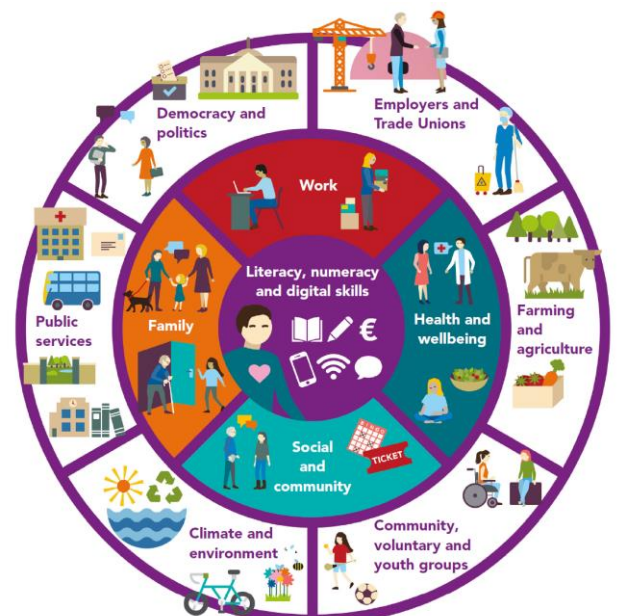 Democracy and
politics
Employers and
Trade Unions
Work
Literacy, numeracy
and digital skills
€
Public
services
Family
Health and
wellbeing
Farming
and
agriculture
Social
and
community
BINGO
TICKET
Climate and
environment
Community,
voluntary and
youth groups